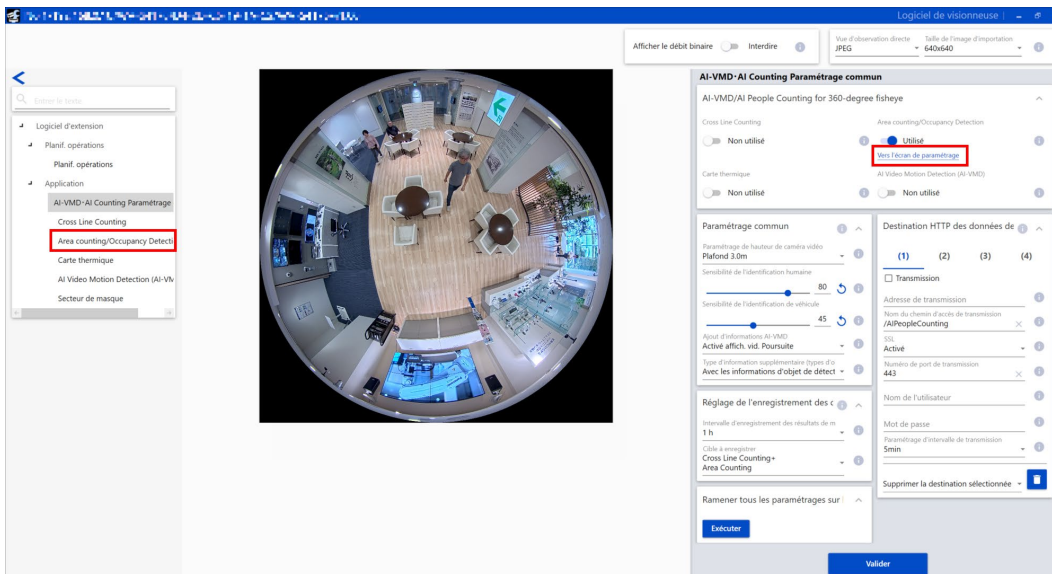 Logiciel de visionneuse
Afficher le débit binaire
Interdire
Vue d'observation directe
JPEG
Taille de l'image d'importation
640x640
Entrer le texte
Logiciel d'extension
Planif. opérations
Planif. opérations
Application
AI-VMD・AI Counting Paramétrage
Cross Line Counting
Area counting/Occupancy Detecti
Carte thermique
AI Video Motion Detection (AI-VM
Secteur de masque
AI-VMD・AI Counting Paramétrage commun
AI-VMD/AI People Counting for 360-degree fisheye
Cross Line Counting
Non utilisé
Area counting/Occupancy Detection
Utilisé
Vers l'écran de paramétrage
Carte thermique
Non utilisé
AI Video Motion Detection (AI-VMD)
Non utilisé
Paramétrage commun
Paramétrage de hauteur de caméra vidéo
Plafond 3.0m
Sensibilité de l'identification humaine
80
Sensibilité de l'identification de véhicule
45
Ajout d'informations AI-VMD
Activé affich. vid. Poursuite
Type d'information supplémentaire (types d'o
Avec les informations d'objet de détect
Réglage de l'enregistrement des c
Intervalle d'enregistrement des résultats de m
1 h
Cible à enregistrer
Cross Line Counting+
Area Counting
Ramener tous les paramétrages sur
Exécuter
Destination HTTP des données de
(1) (2) (3) (4)
Transmission
Adresse de transmission
Nom du chemin d'accès de transmission
/AIPeopleCounting
SSL
Activé
Numéro de port de transmission
443
Nom de l'utilisateur
Mot de passe
Paramétrage d'intervalle de transmission
5min
Supprimer la destination sélectionnée
Valider